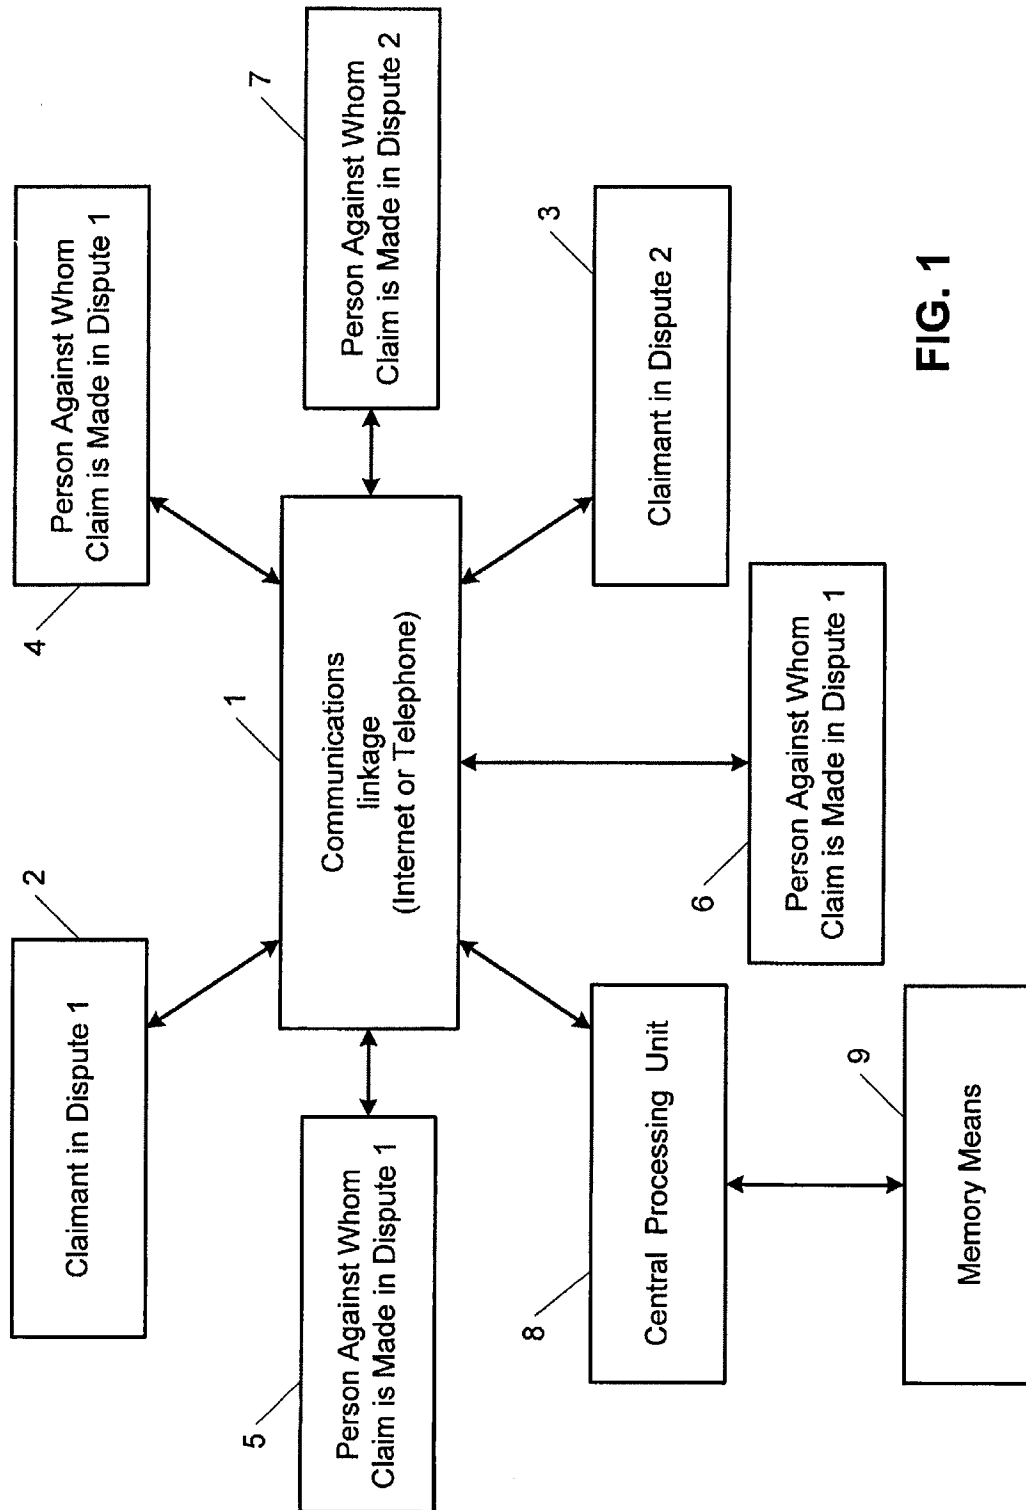 2
Claimant in Dispute 1
4
Person Against Whom
Claim is Made in Dispute 1
5
Person Against Whom
Claim is Made in Dispute 1
1
Communications
linkage
(Internet or Telephone)
7
Person Against Whom
Claim is Made in Dispute 2
8
Central Processing Unit
6
Person Against Whom
Claim is Made in Dispute 1
3
Claimant in Dispute 2
9
Memory Means
FIG. 1